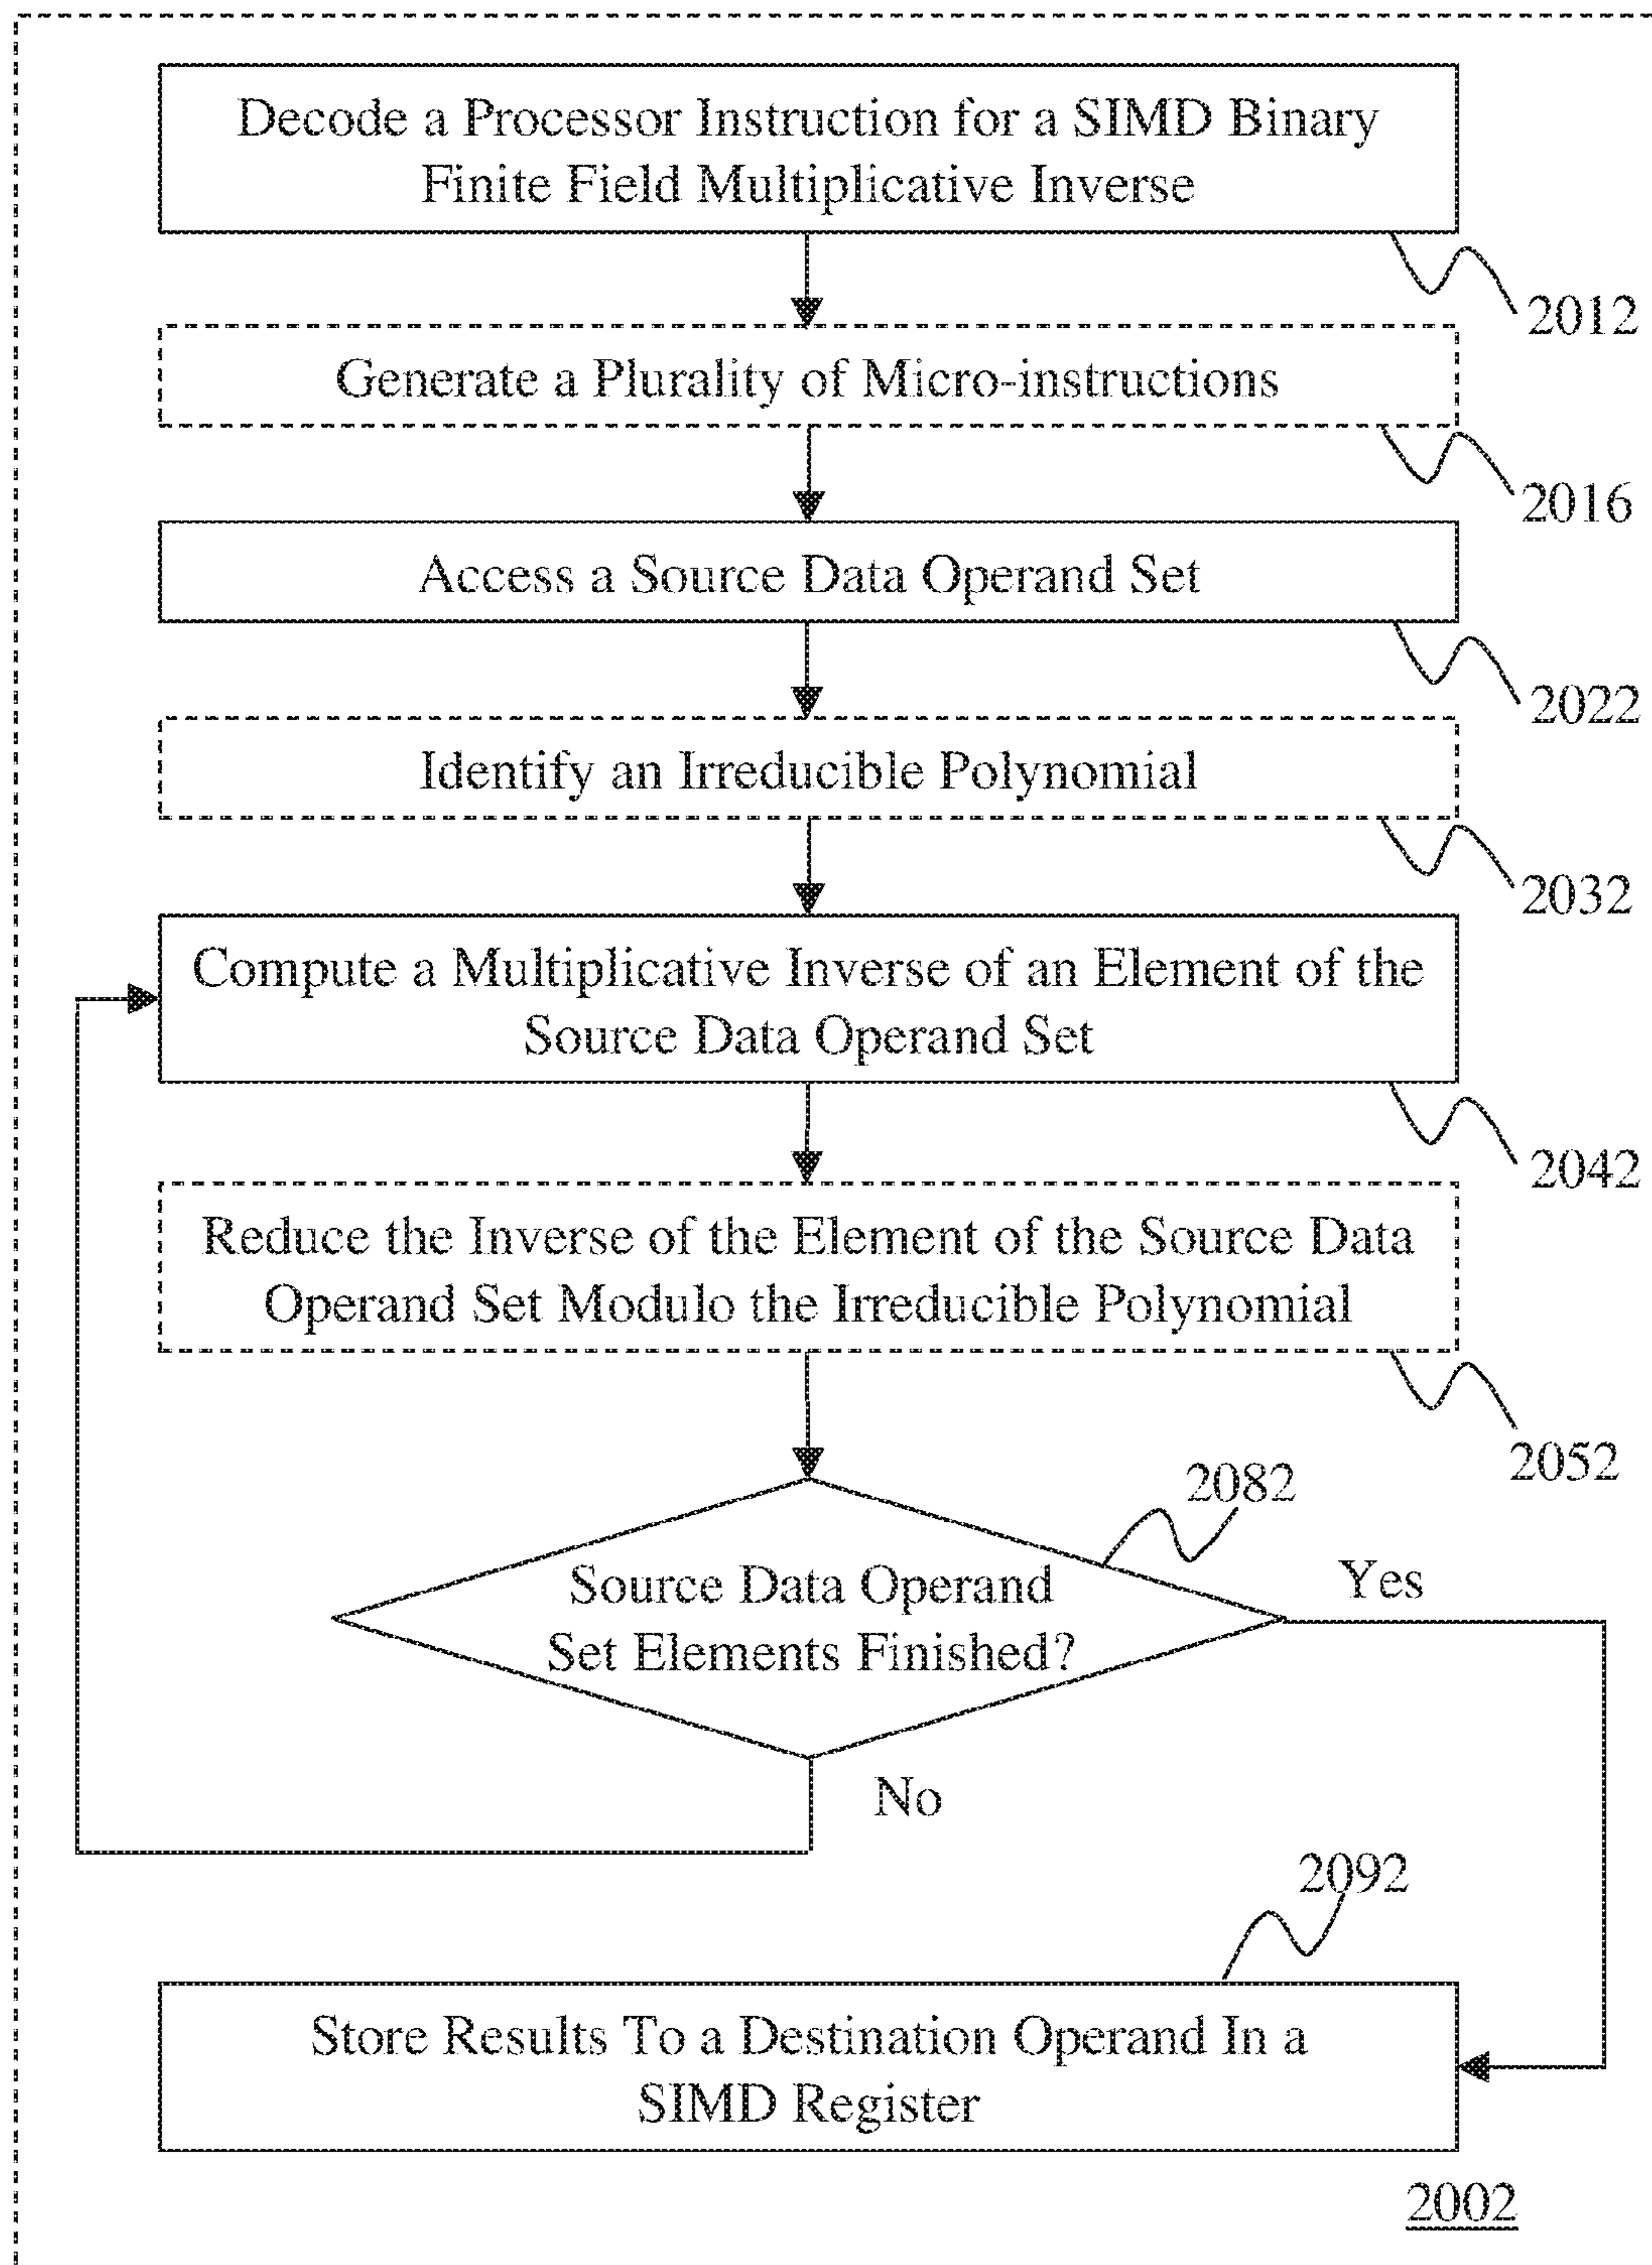 Decode a Processor Instruction for a SIMD Binary
Finite Field Multiplicative Inverse
2012
Generate a Plurality of Micro-instructions
2016
Access a Source Data Operand Set
2022
Identify an Irreducible Polynomial
2032
Compute a Multiplicative Inverse of an Element of the
Source Data Operand Set
2042
Reduce the Inverse of the Element of the Source Data
Operand Set Modulo the Irreducible Polynomial
2052
2082
Source Data Operand
Set Elements Finished?
Yes
No
2092
Store Results To a Destination Operand In a
SIMD Register
2002